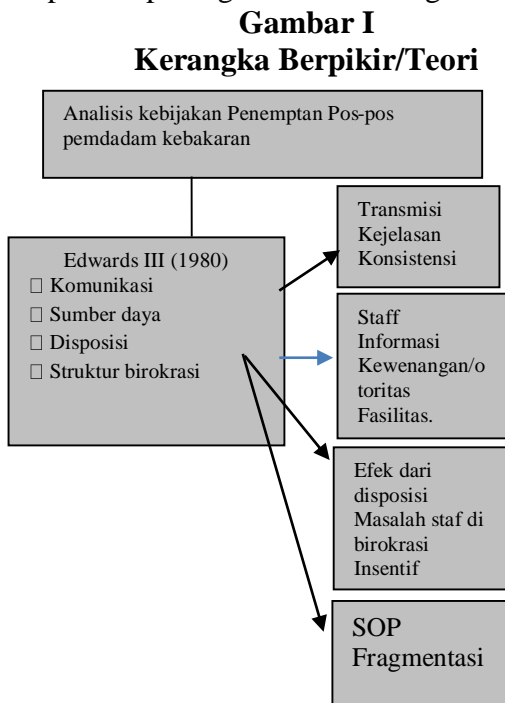 Gambar I
Kerangka Berpikir/Teori
Analisis kebijakan Penemptan Pos-pos
pemdadam kebakaran
Edwards III (1980)
□ Komunikasi
□ Sumber daya
□ Disposisi
□ Struktur birokrasi
Transmisi
Kejelasan
Konsistensi
Staff
Informasi
Kewenangan/o
toritas
Fasilitas.
Efek dari
disposisi
Masalah staf di
birokrasi
Insentif
SOP
Fragmentasi